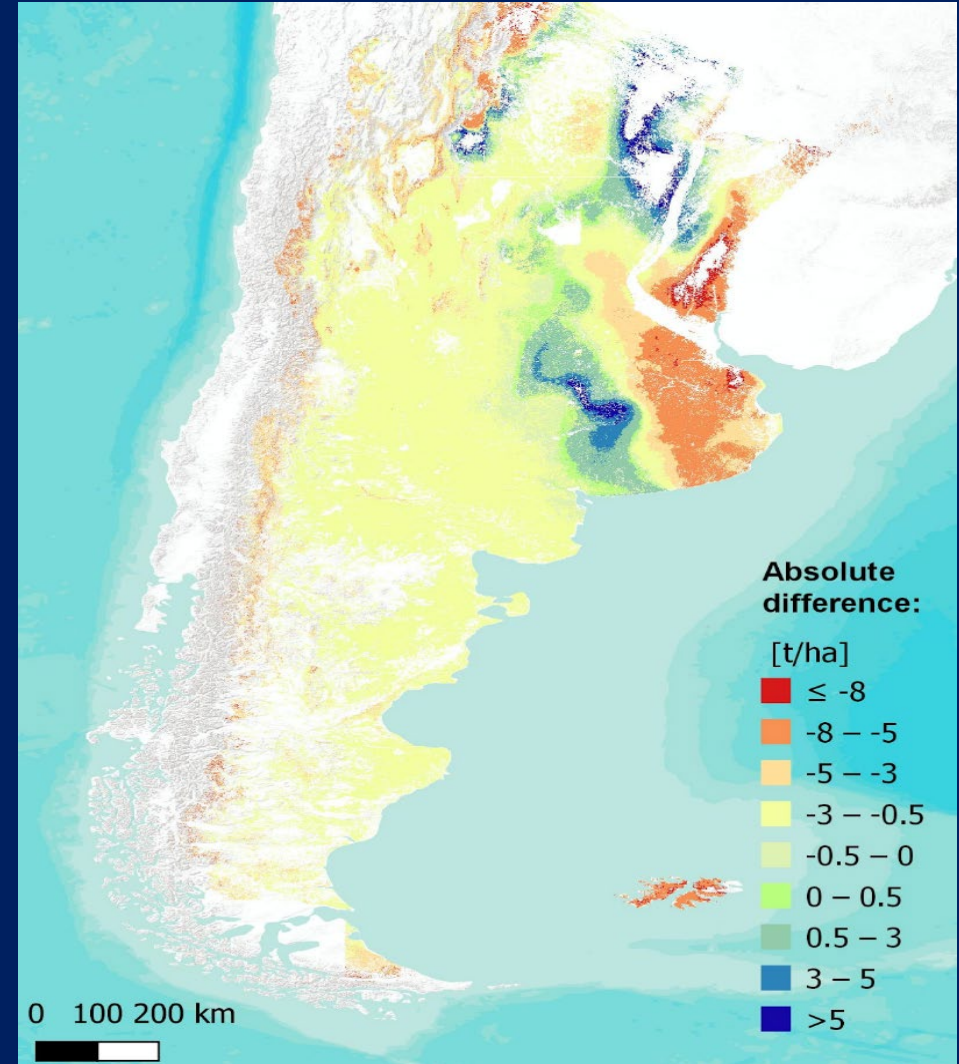 Absolute
difference:
[t/ha]
≤ -8
-8 – -5
-5 – -3
-3 – -0.5
-0.5 – 0
0 – 0.5
0.5 – 3
3 – 5
>5
0 100 200 km